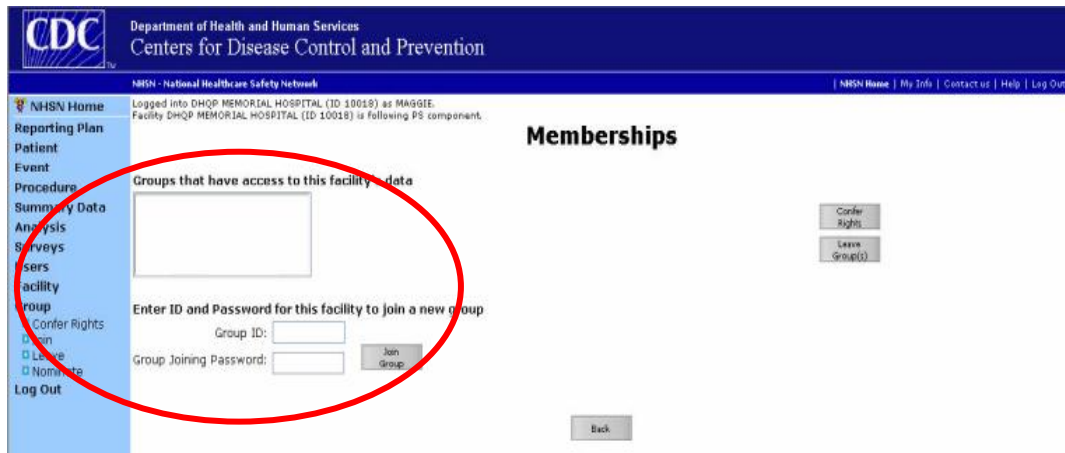 CDC
TM
Department of Health and Human Services
Centers for Disease Control and Prevention
NHSN - National Healthcare Safety Network
| NHSN Home | My Info | Contact us | Help | Log Out
NHSN Home
Logged into DHQP MEMORIAL HOSPITAL (ID 10018) as MAGGIE.
Facility DHQP MEMORIAL HOSPITAL (ID 10018) is following PS component.
Reporting Plan
Patient
Event
Procedure
Summary Data
Analysis
Surveys
Users
Facility
Group
Confer Rights
Join
Leave
Nominate
Log Out
Memberships
Groups that have access to this facility's data
Confer
Rights
Leave
Group(s)
Enter ID and Password for this facility to join a new group
Group ID:
Group Joining Password:
Join
Group
Back